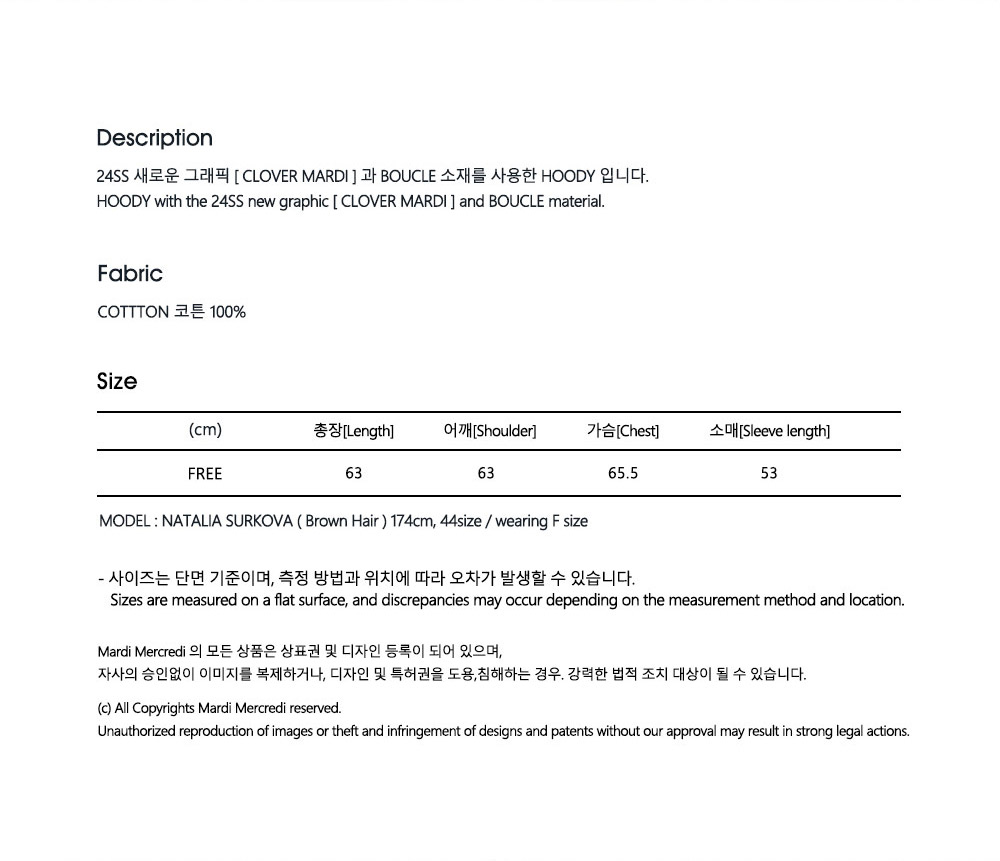 Description
24SS 새로운 그래픽 [ CLOVER MARDI ] 과 BOUCLE 소재를 사용한 HOODY 입니다.
HOODY with the 24SS new graphic [ CLOVER MARDI ] and BOUCLE material.
Fabric
COTTTON 코튼 100%
Size
(cm) 총장[Length] 어깨[Shoulder] 가슴[Chest] 소매[Sleeve length]
FREE 63 63 65.5 53
MODEL : NATALIA SURKOVA ( Brown Hair ) 174cm, 44size / wearing F size
- 사이즈는 단면 기준이며, 측정 방법과 위치에 따라 오차가 발생할 수 있습니다.
Sizes are measured on a flat surface, and discrepancies may occur depending on the measurement method and location.
Mardi Mercredi 의 모든 상품은 상표권 및 디자인 등록이 되어 있으며,
자사의 승인없이 이미지를 복제하거나, 디자인 및 특허권을 도용,침해하는 경우. 강력한 법적 조치 대상이 될 수 있습니다.
(c) All Copyrights Mardi Mercredi reserved.
Unauthorized reproduction of images or theft and infringement of designs and patents without our approval may result in strong legal actions.